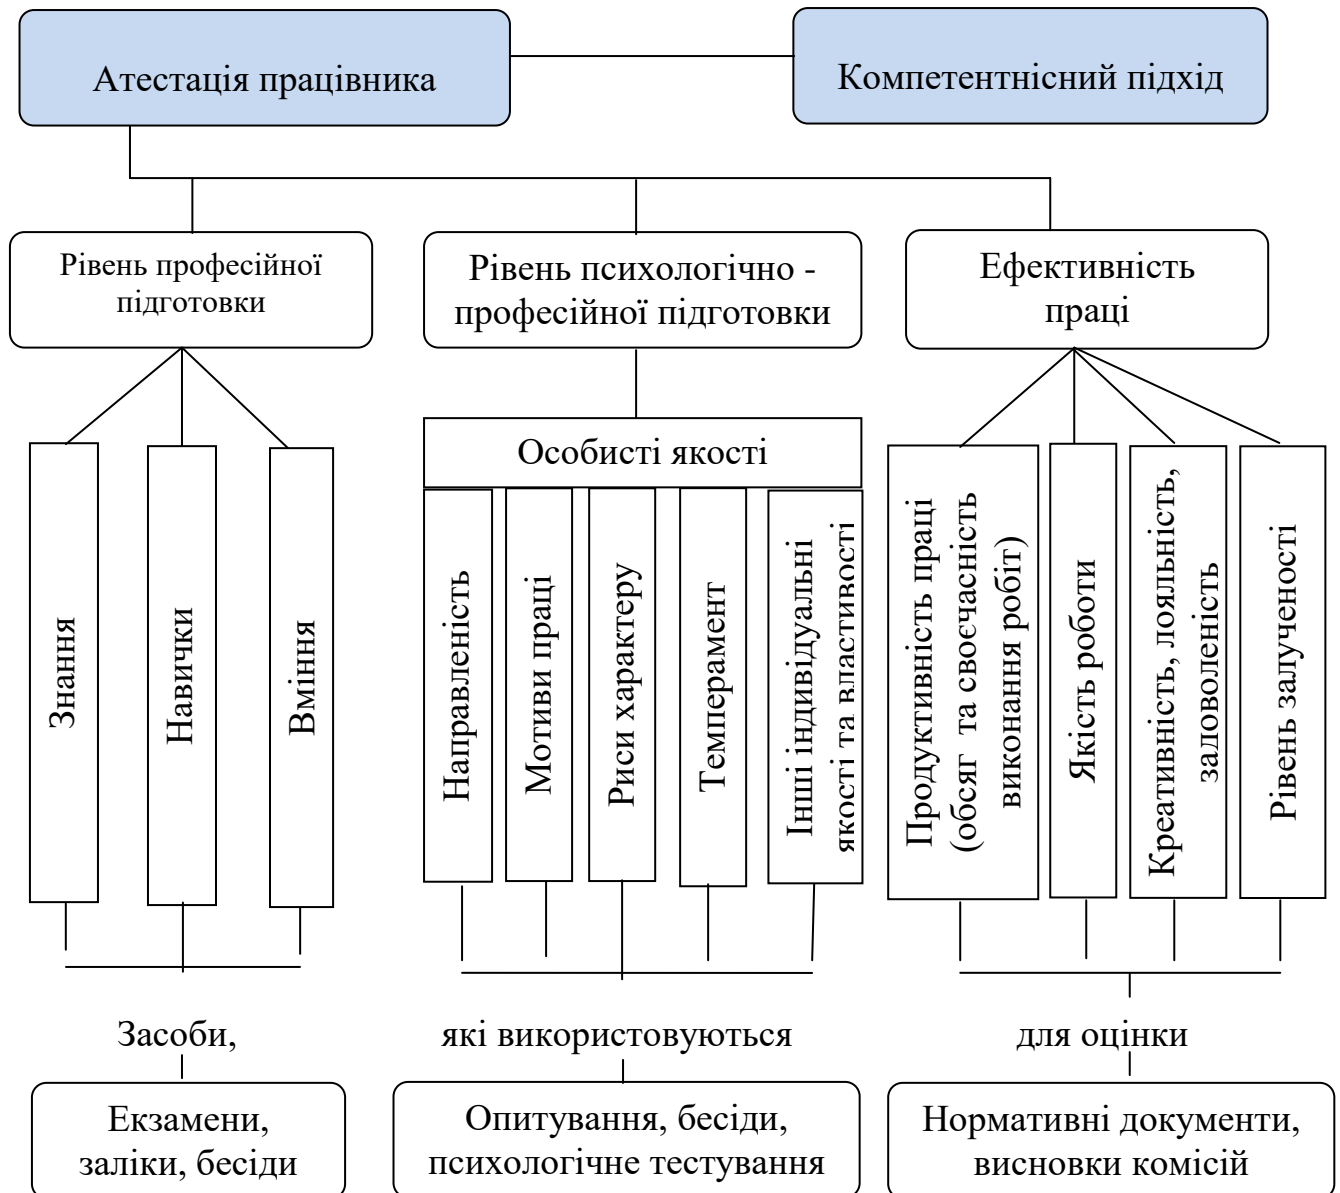 Атестація працівника
Компетентнісний підхід
Рівень професійної
підготовки
Рівень психологічно -
професійної підготовки
Ефективність
праці
Знання
Навички
Вміння
Особисті якості
Направленість
Мотиви праці
Риси характеру
Темперамент
Інші індивідуальні
якості та властивості
Продуктивність праці
(обсяг та своєчасність
виконання робіт)
Якість роботи
Креативність, лояльність,
задоволеність
Рівень залученості
Засоби,
які використовуються
для оцінки
Екзамени,
заліки, бесіди
Опитування, бесіди,
психологічне тестування
Нормативні документи,
висновки комісій